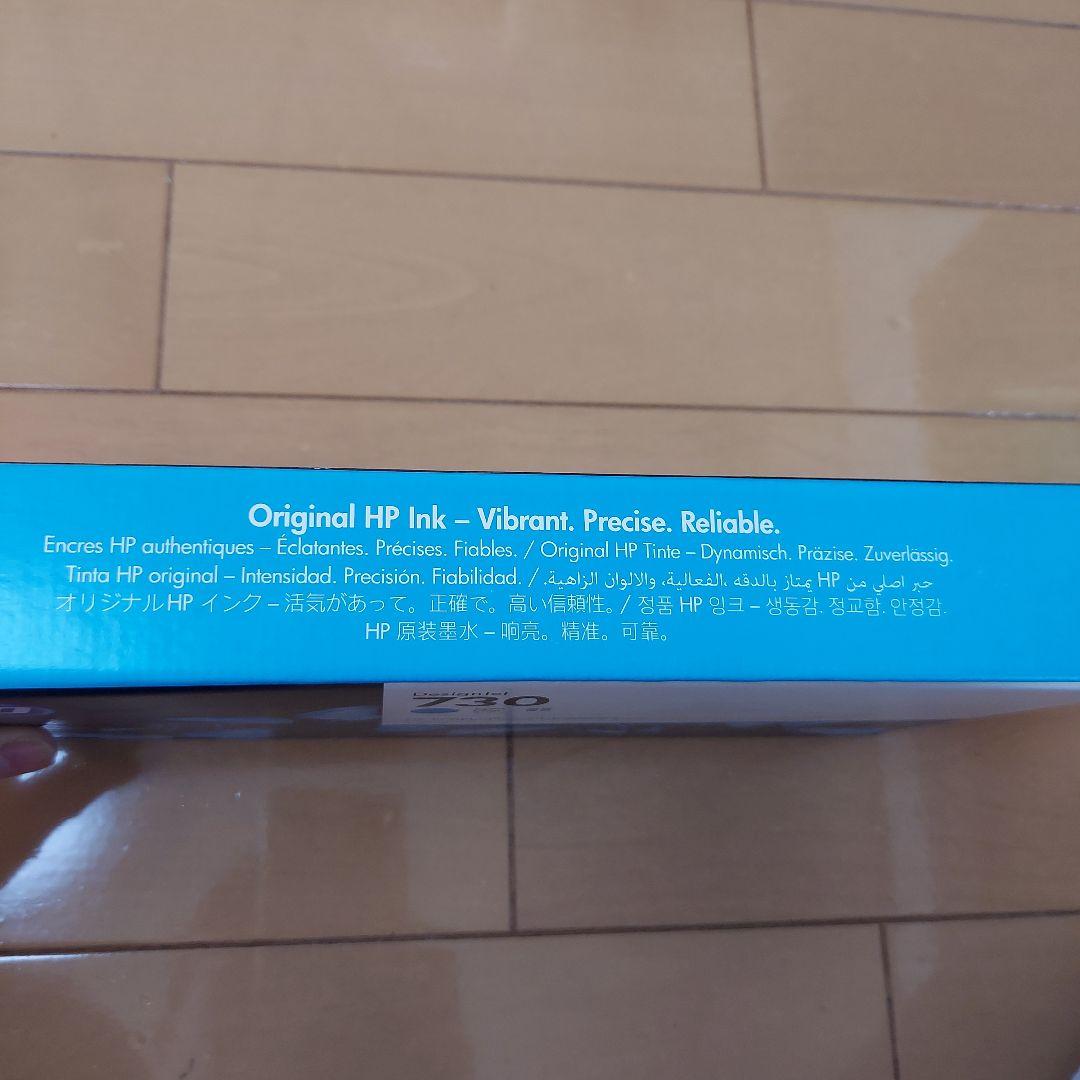 Original HP Ink – Vibrant. Precise. Reliable.
Encres HP authentiques – Éclatantes. Précises. Fiables. / Original HP Tinte – Dynamisch. Präzise. Zuverlässig.
Tinta HP original – Intensidad. Precisión. Fiabilidad. / حبر اصلي من HP يمتاز بالدقه ،الفعالية، والالوان الزاهية.
オリジナルHP インク – 活気があって。正確で。高い信頼性。/ 정품 HP 잉크 – 생동감. 정교함. 안정감.
HP 原装墨水 – 响亮。精准。可靠。
DesignJet
730